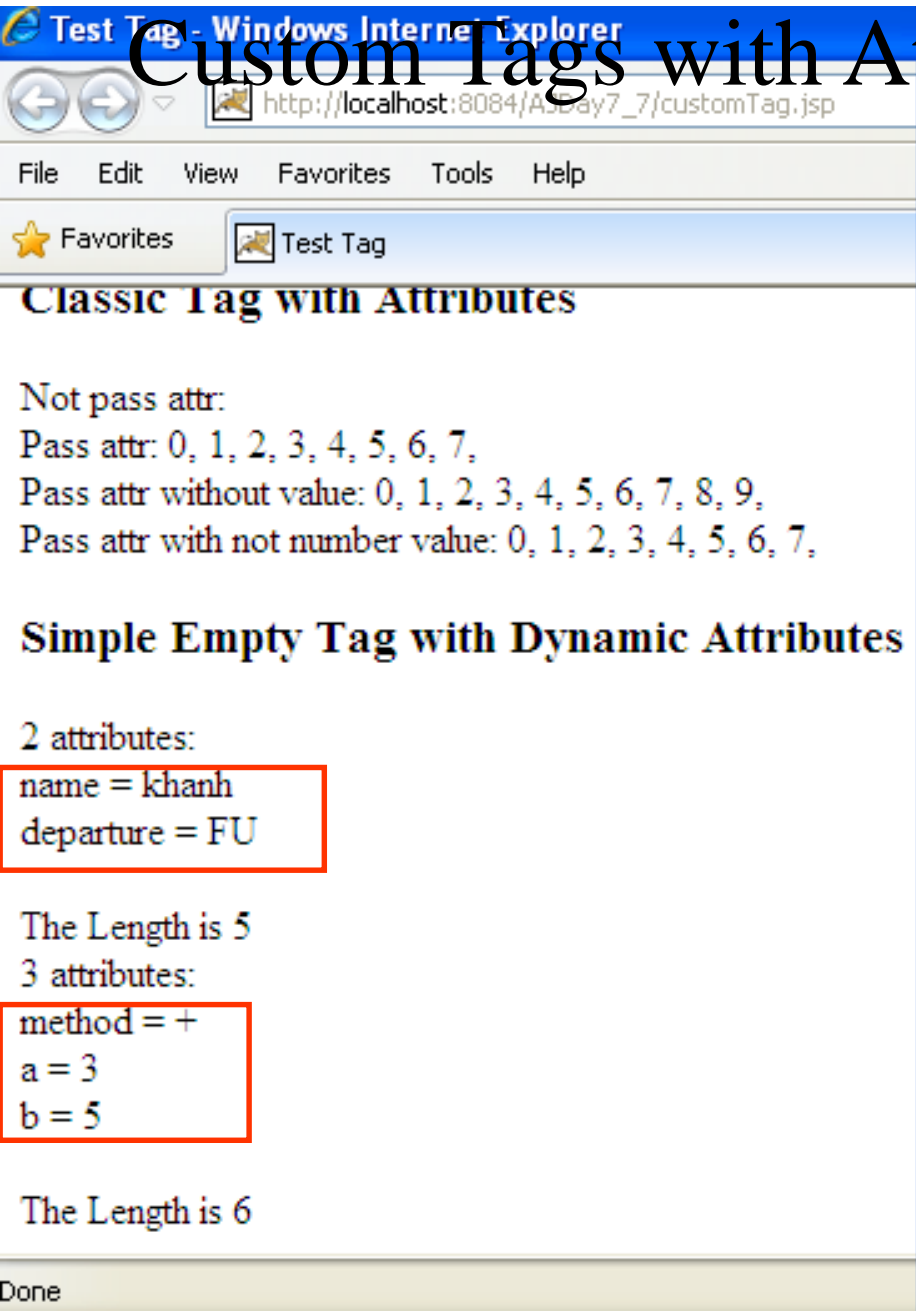 Custom Tags with A
Test Tag - Windows Internet Explorer
http://localhost:8084/AJDay7_7/customTag.jsp
File Edit View Favorites Tools Help
Favorites Test Tag
Classic Tag with Attributes
Not pass attr:
Pass attr: 0, 1, 2, 3, 4, 5, 6, 7,
Pass attr without value: 0, 1, 2, 3, 4, 5, 6, 7, 8, 9,
Pass attr with not number value: 0, 1, 2, 3, 4, 5, 6, 7,
Simple Empty Tag with Dynamic Attributes
2 attributes:
name = khanh
departure = FU
The Length is 5
3 attributes:
method = +
a = 3
b = 5
The Length is 6
Done